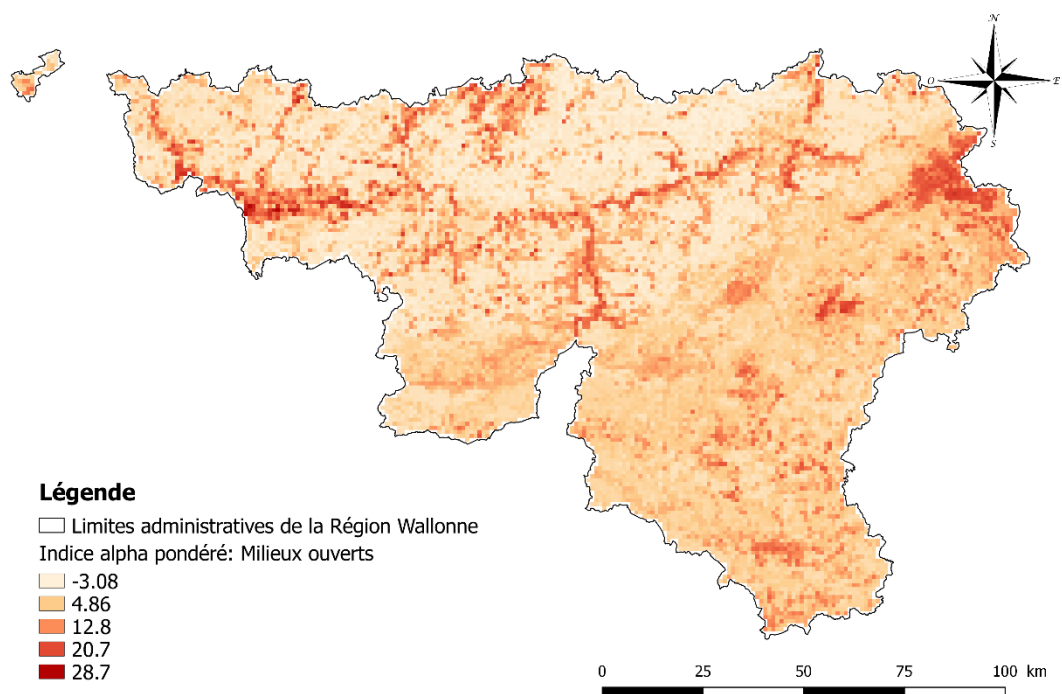 N
O
E
S
Légende
Limites administratives de la Région Wallonne
Indice alpha pondéré: Milieux ouverts
-3.08
4.86
12.8
20.7
28.7
0 25 50 75 100 km